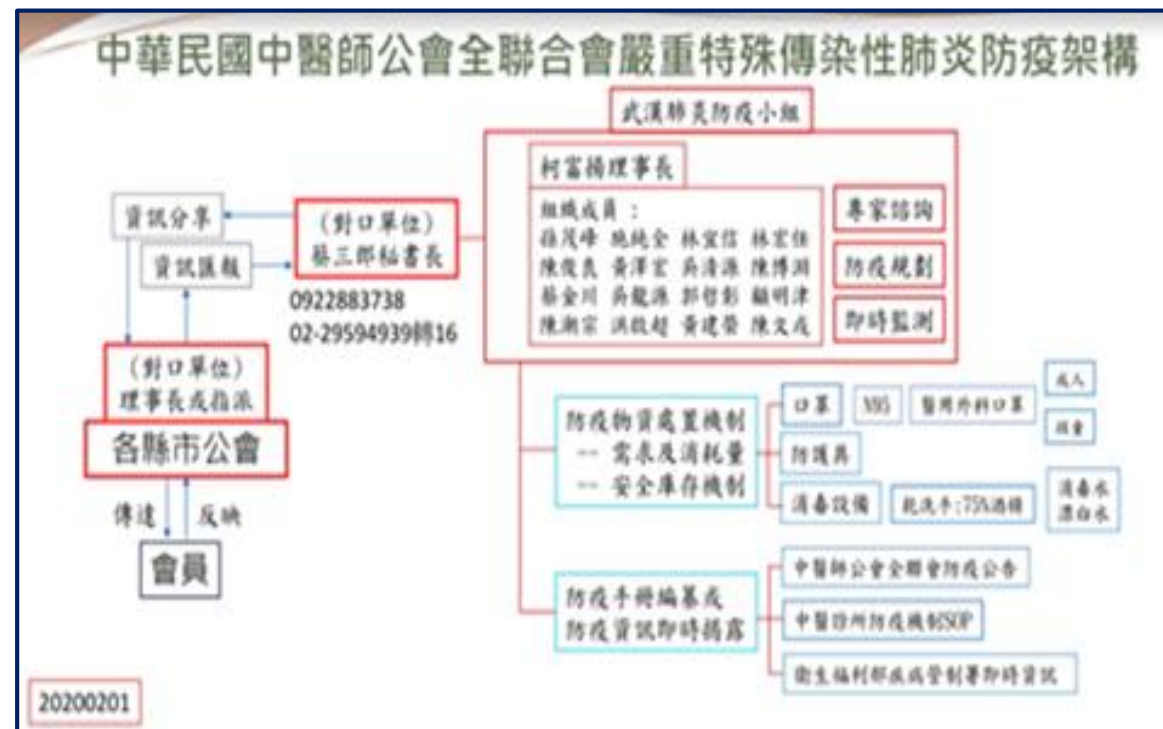 中華民國中醫師公會全聯合會嚴重特殊傳染性肺炎防疫架構
武漢肺炎防疫小組
柯富揚理事長
組織成員：
孫茂峰 施純全 林宜信 林宏任
陳俊良 黃澤宏 吳清源 陳博淵
蔡金川 吳龍源 郭哲彰 顧明津
陳潮宗 洪啟超 黃建榮 陳文戎
專家諮詢
防疫規劃
即時監測
資訊分享
資訊匯報
(對口單位)
蔡三郎秘書長
0922883738
02-29594939轉16
(對口單位)
理事長或指派
各縣市公會
傳達
反映
會員
防疫物資處置機制
-- 需求及消耗量
-- 安全庫存機制
口罩
N95
醫用外科口罩
成人
孩童
防護具
消毒設備
乾洗手:75%酒精
消毒水
漂白水
防疫手冊編纂或
防疫資訊即時揭露
中醫師公會全聯會防疫公告
中醫診所防疫機制SOP
衛生福利部疾病管制署即時資訊
20200201